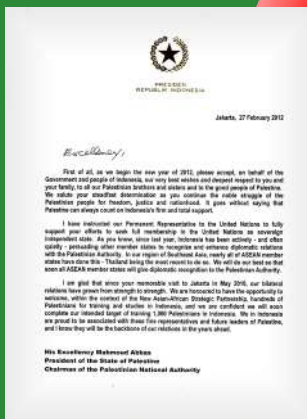 PRESIDEN
REPUBLIK INDONESIA
Jakarta, 27 February 2012
Excellency,
First of all, as we begin the new year of 2012, please accept, on behalf of the
Government and people of Indonesia, our very best wishes and deepest respect to you and
your family, to all our Palestinian brothers and sisters and to the good people of Palestine.
We salute your steadfast determination as you continue the noble struggle of the
Palestinian people for freedom, justice and nationhood. It goes without saying that
Palestine can always count on Indonesia's firm and total support.
I have instructed our Permanent Representative to the United Nations to fully
support your efforts to seek full membership in the United Nations as sovereign
independent state. As you know, since last year, Indonesia has been actively - and often
quietly - persuading other member states to recognize and enhance diplomatic relations
with the Palestinian Authority. In our region of Southeast Asia, nearly all of ASEAN member
states have done this - Thailand being the most recent to do so. We will do our best so that
soon all ASEAN member states will give diplomatic recognition to the Palestinian Authority.
I am glad that since your memorable visit to Jakarta in May 2010, our bilateral
relations have grown from strength to strength. We are honoured to have the opportunity to
welcome, within the context of the New Asian-African Strategic Partnership, hundreds of
Palestinians for training and studies in Indonesia, and we are confident we will soon
complete our intended target of training 1,000 Palestinians in Indonesia. We in Indonesia
are proud to be associated with these fine representatives and future leaders of Palestine,
and I know they will be the backbone of our relations in the years ahead.
His Excellency Mahmoud Abbas
President of the State of Palestine
Chairman of the Palestinian National Authority